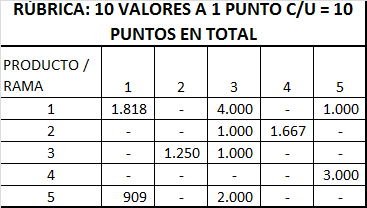 RÚBRICA: 10 VALORES A 1 PUNTO C/U = 10
PUNTOS EN TOTAL
PRODUCTO /
RAMA 1 2 3 4 5
1 1.818 - 4.000 - 1.000
2 - - 1.000 1.667 -
3 - 1.250 1.000 - -
4 - - - - 3.000
5 909 - 2.000 - -